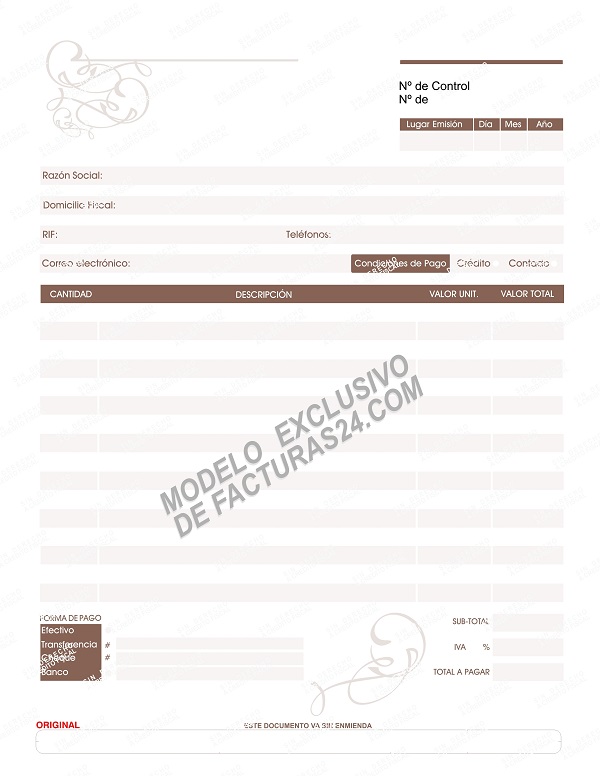 Nº de Control
Nº de
Lugar Emisión Día Mes Año
Razón Social:
Domicilio Fiscal:
RIF: Teléfonos:
Correo electrónico: Condiciones de Pago Crédito Contado
CANTIDAD DESCRIPCIÓN VALOR UNIT. VALOR TOTAL
MODELO EXCLUSIVO
DE FACTURAS24.COM
FORMA DE PAGO
Efectivo
Transferencia #
Cheque #
Banco
SUB-TOTAL
IVA %
TOTAL A PAGAR
ORIGINAL ESTE DOCUMENTO VA SIN ENMIENDA